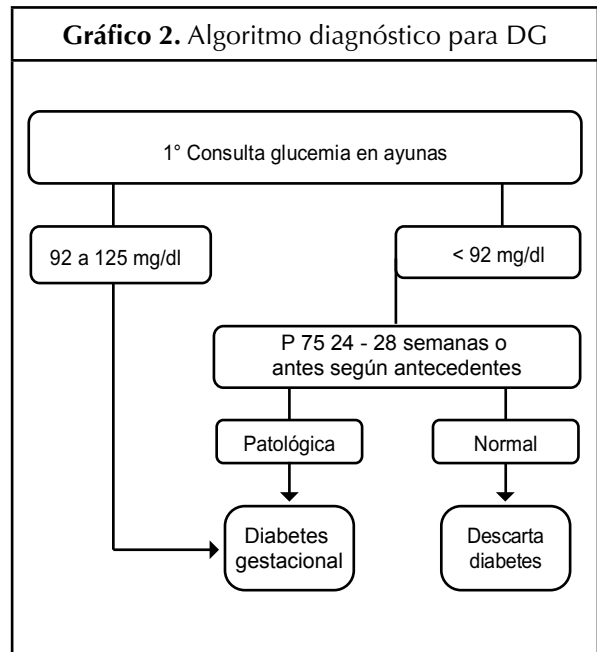 Gráfico 2. Algoritmo diagnóstico para DG
1° Consulta glucemia en ayunas
92 a 125 mg/dl
< 92 mg/dl
P 75 24 - 28 semanas o
antes según antecedentes
Patológica
Normal
Diabetes
gestacional
Descarta
diabetes